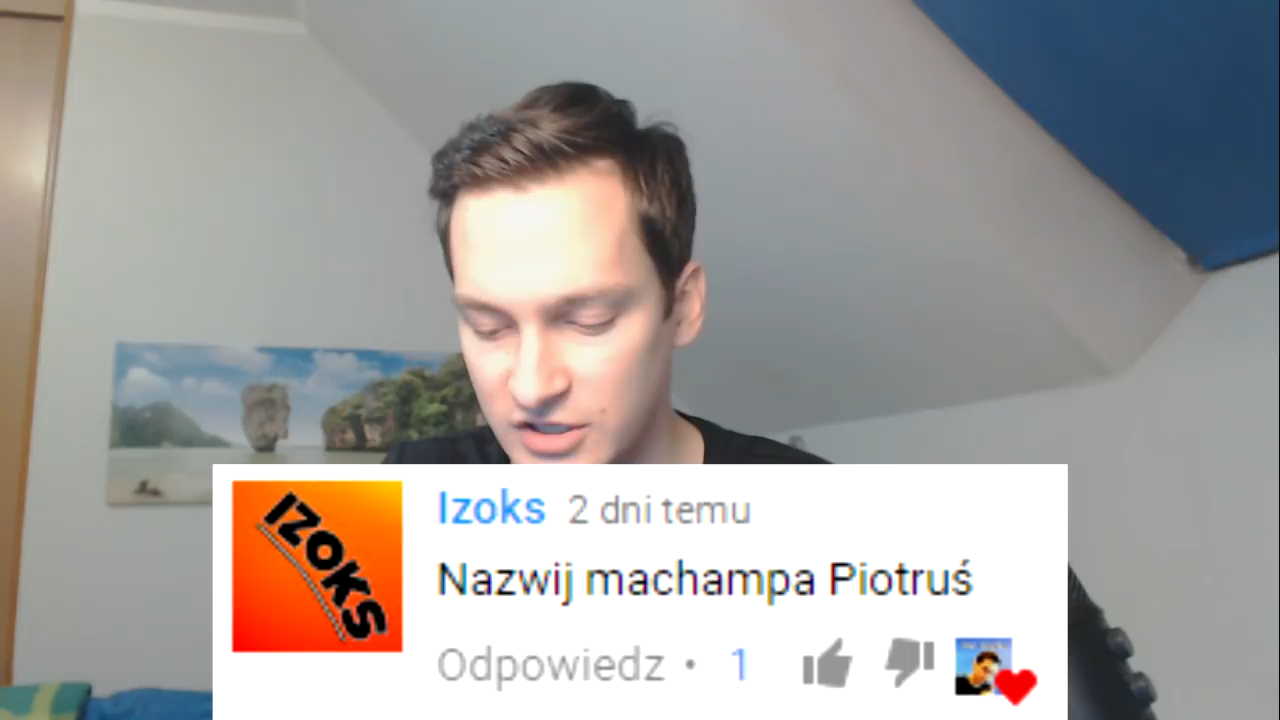 IZOKS
Izoks 2 dni temu
Nazwij machampa Piotruś
Odpowiedz • 1